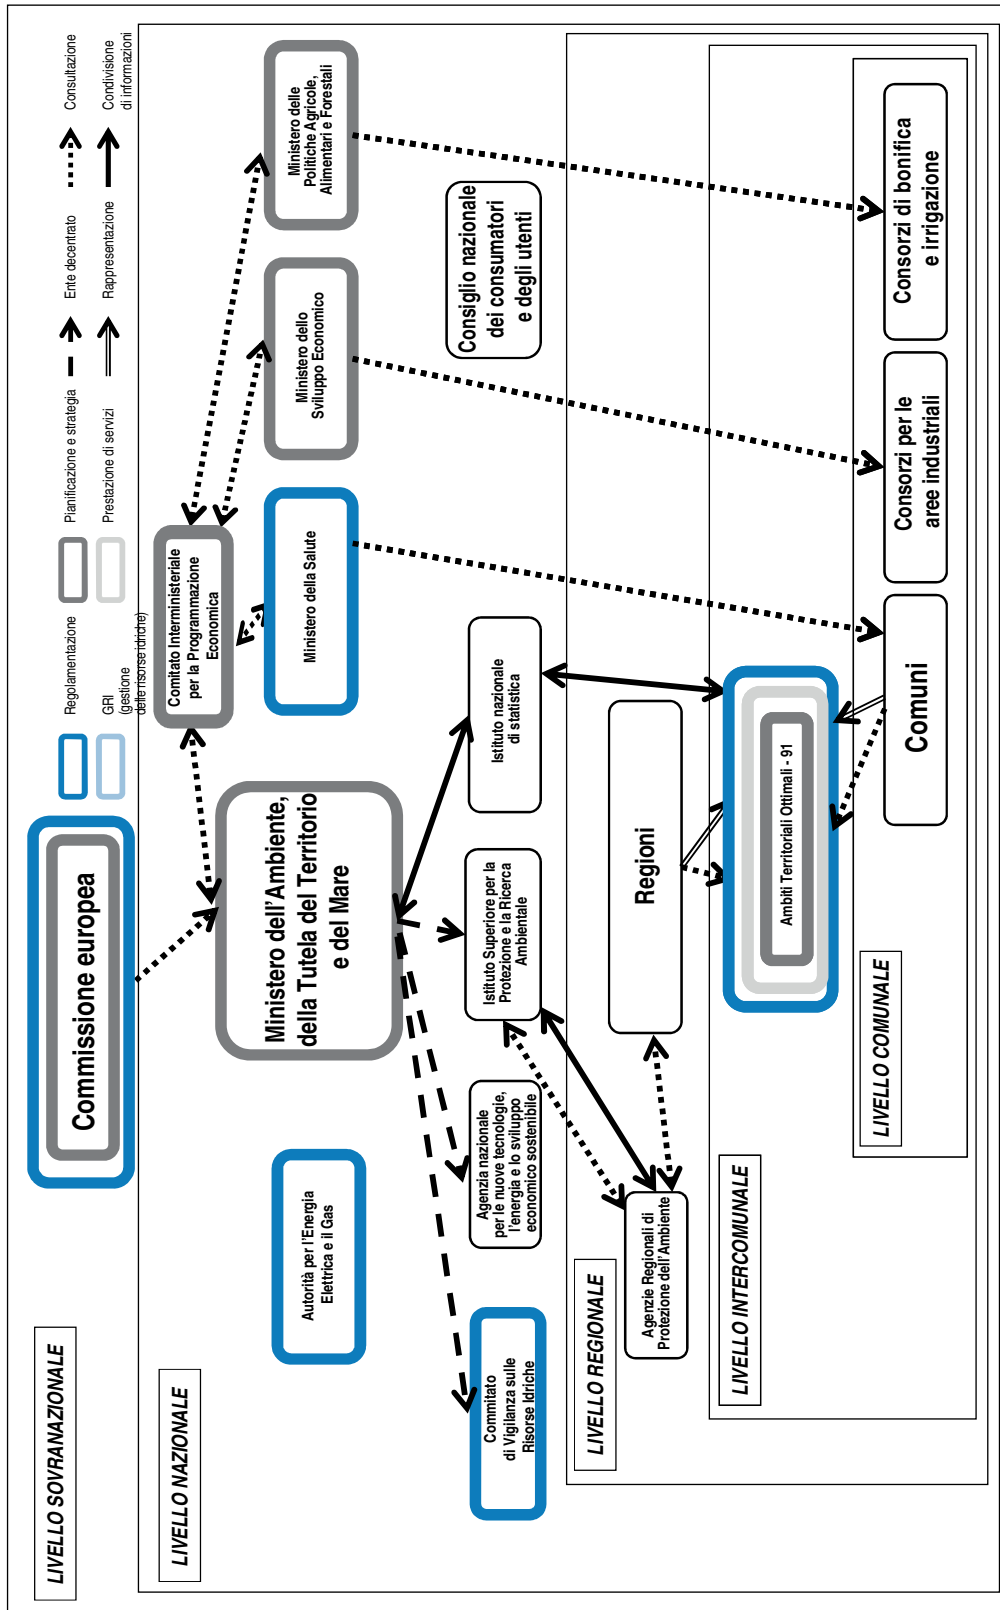 LIVELLO SOVRANAZIONALE
Commissione europea
Regolamentazione
Pianificazione e strategia
Ente decentrato
Consultazione
GRI
(gestione
delle risorse idriche)
Prestazione di servizi
Rappresentazione
Condivisione
di informazioni
LIVELLO NAZIONALE
Comitato Interministeriale
per la Programmazione
Economica
Autorità per l'Energia
Elettrica e il Gas
Ministero dell'Ambiente,
della Tutela del Territorio
e del Mare
Ministero della Salute
Ministero dello
Sviluppo Economico
Ministero delle
Politiche Agricole,
Alimentari e Forestali
Commitato
di Vigilanza sulle
Risorse Idriche
Agenzia nazionale
per le nuove tecnologie,
l'energia e lo sviluppo
economico sostenibile
Istituto Superiore per la
Protezione e la Ricerca
Ambientale
Istituto nazionale
di statistica
Consiglio nazionale
dei consumatori
e degli utenti
LIVELLO REGIONALE
Agenzie Regionali di
Protezione dell'Ambiente
Regioni
LIVELLO INTERCOMUNALE
Ambiti Territoriali Ottimali - 91
LIVELLO COMUNALE
Comuni
Consorzi per le
aree industriali
Consorzi di bonifica
e irrigazione